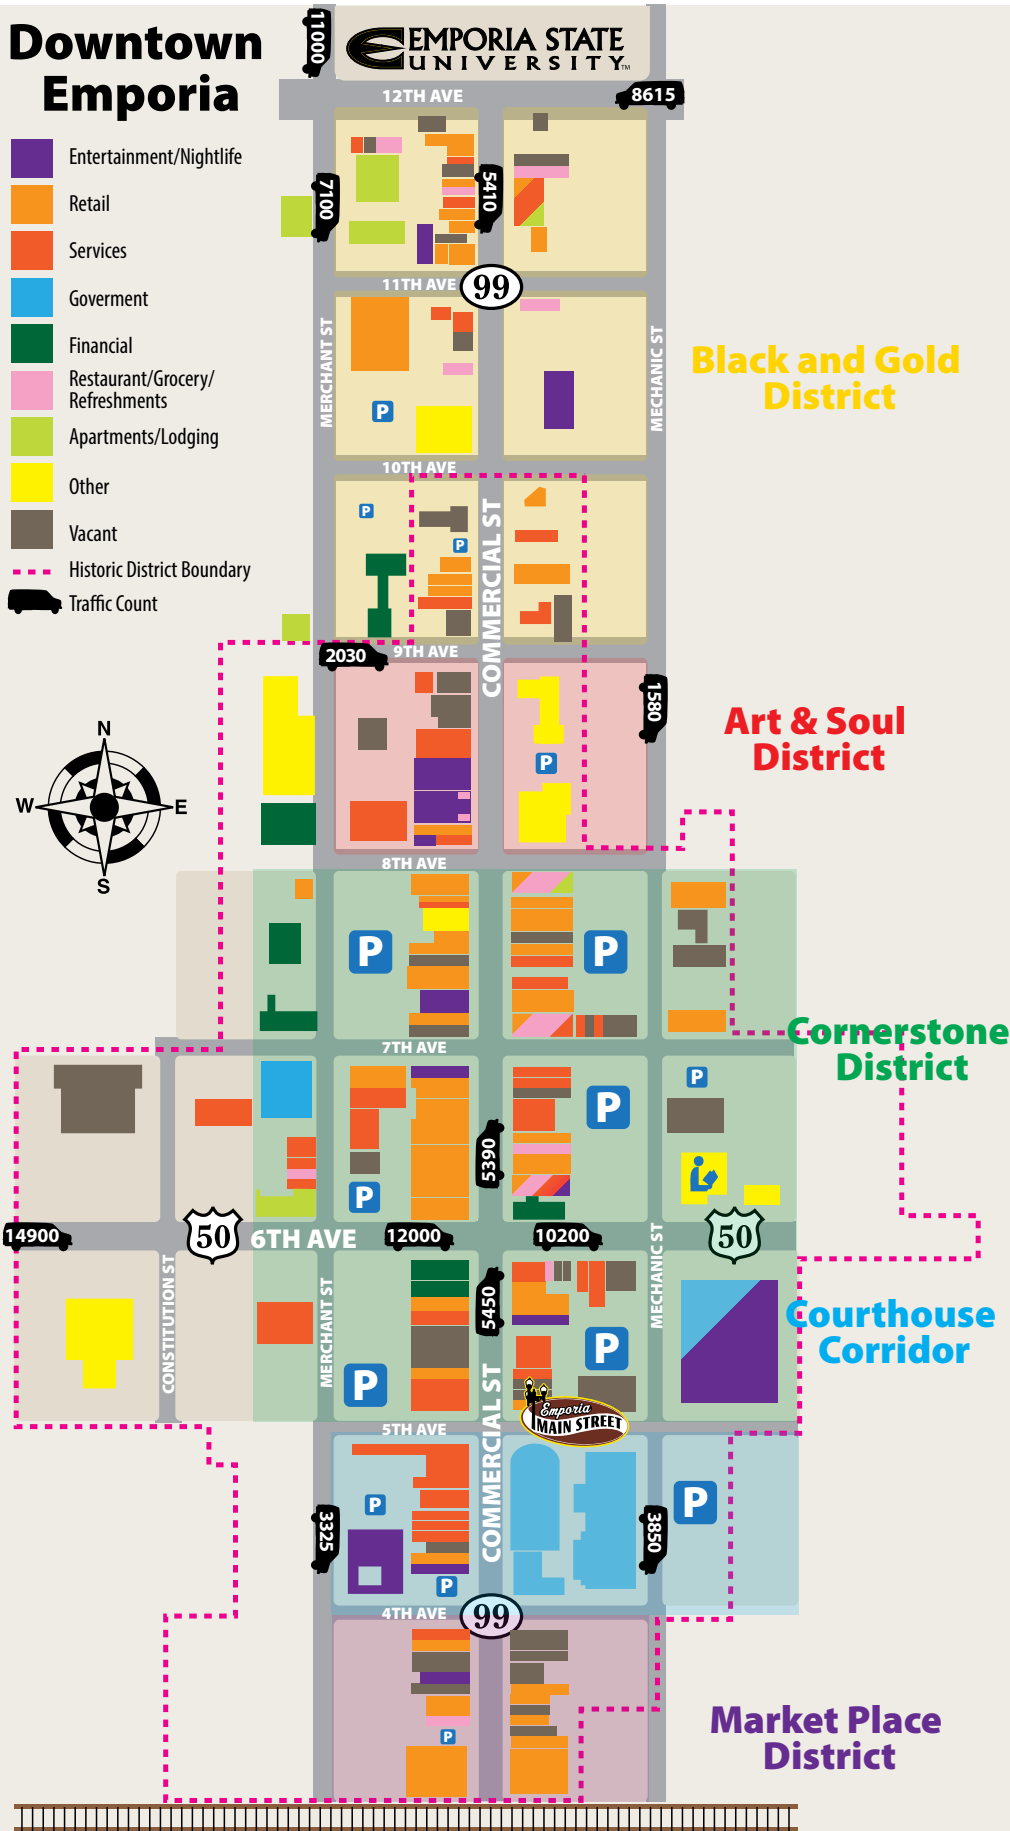 Downtown
Emporia
11000
EMPORIA STATE
UNIVERSITY™
12TH AVE
8615
Entertainment/Nightlife
Retail
Services
Goverment
Financial
Restaurant/Grocery/
Refreshments
Apartments/Lodging
Other
Vacant
Historic District Boundary
Traffic Count
7100
5410
11TH AVE
99
MERCHANT ST
MECHANIC ST
Black and Gold
District
P
10TH AVE
P
P
COMMERCIAL ST
2030
9TH AVE
1580
Art & Soul
District
P
N
W
E
S
8TH AVE
P
P
Cornerstone
District
7TH AVE
P
P
5390
P
14900
50
6TH AVE
12000
10200
50
MECHANIC ST
CONSTITUTION ST
MERCHANT ST
5450
Courthouse
Corridor
P
P
COMMERCIAL ST
Emporia
MAIN STREET
5TH AVE
P
P
3325
3850
P
4TH AVE
99
Market Place
District
P